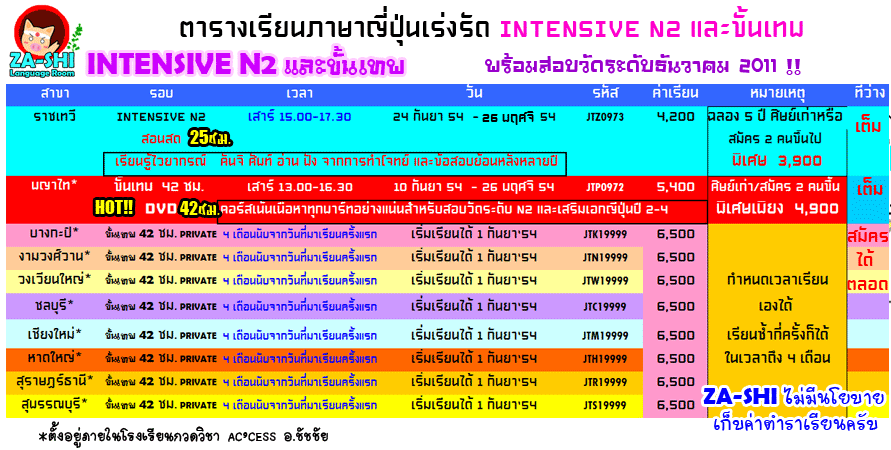 ตารางเรียนภาษาญี่ปุ่นเร่งรัด INTENSIVE N2 และขั้นเทพ
ZA-SHI
Language Room
INTENSIVE N2 และขั้นเทพ พร้อมสอบวัดระดับธันวาคม 2011 !!
สาขา รอบ เวลา วัน รหัส ค่าเรียน หมายเหตุ ที่ว่าง
ราชเทวี INTENSIVE N2 เสาร์ 15.00-17.30 24 กันยา 54 - 26 พฤศจิ 54 JTZ0973 4,200 ฉลอง 5 ปี ศิษย์เก่าหรือ เต็ม
สอนสด 25ชม. สมัคร 2 คนขึ้นไป
เรียนรู้ไวยากรณ์ คันจิ ศัพท์ อ่าน ฟัง จากการทำโจทย์ และข้อสอบย้อนหลังหลายปี พิเศษ 3,900
พญาไท* ขั้นเทพ 42 ชม. เสาร์ 13.00-16.30 10 กันยา 54 - 26 พฤศจิ 54 JTP0972 5,400 ศิษย์เก่า/สมัคร 2 คนขึ้น เต็ม
HOT!! DVD 42ชม. คอร์สเน้นเนื้อหาทุกพาร์ทอย่างแน่นสำหรับสอบวัดระดับ N2 และเสริมเอกญี่ปุ่นปี 2-4 พิเศษเพียง 4,900
บางกะปิ* ขั้นเทพ 42 ชม. PRIVATE 4 เดือนนับจากวันที่มาเรียนครั้งแรก เริ่มเรียนได้ 1 กันยา'54 JTK19999 6,500 สมัคร
งามวงศ์วาน* ขั้นเทพ 42 ชม. PRIVATE 4 เดือนนับจากวันที่มาเรียนครั้งแรก เริ่มเรียนได้ 1 กันยา'54 JTN19999 6,500 ได้
วงเวียนใหญ่* ขั้นเทพ 42 ชม. PRIVATE 4 เดือนนับจากวันที่มาเรียนครั้งแรก เริ่มเรียนได้ 1 กันยา'54 JTW19999 6,500 กำหนดเวลาเรียน ตลอด
ชลบุรี* ขั้นเทพ 42 ชม. PRIVATE 4 เดือนนับจากวันที่มาเรียนครั้งแรก เริ่มเรียนได้ 1 กันยา'54 JTC19999 6,500 เองได้
เชียงใหม่* ขั้นเทพ 42 ชม. PRIVATE 4 เดือนนับจากวันที่มาเรียนครั้งแรก เริ่มเรียนได้ 1 กันยา'54 JTM19999 6,500 เรียนซ้ำกี่ครั้งก็ได้
หาดใหญ่* ขั้นเทพ 42 ชม. PRIVATE 4 เดือนนับจากวันที่มาเรียนครั้งแรก เริ่มเรียนได้ 1 กันยา'54 JTH19999 6,500 ในเวลาถึง 4 เดือน
สุราษฎร์ธานี* ขั้นเทพ 42 ชม. PRIVATE 4 เดือนนับจากวันที่มาเรียนครั้งแรก เริ่มเรียนได้ 1 กันยา'54 JTR19999 6,500
สุพรรณบุรี* ขั้นเทพ 42 ชม. PRIVATE 4 เดือนนับจากวันที่มาเรียนครั้งแรก เริ่มเรียนได้ 1 กันยา'54 JTS19999 6,500
ZA-SHI ไม่มีนโยบาย
เก็บค่าตำราเรียนครับ
*ตั้งอยู่ภายในโรงเรียนกวดวิชา AC°CESS อ.ชัชชัย